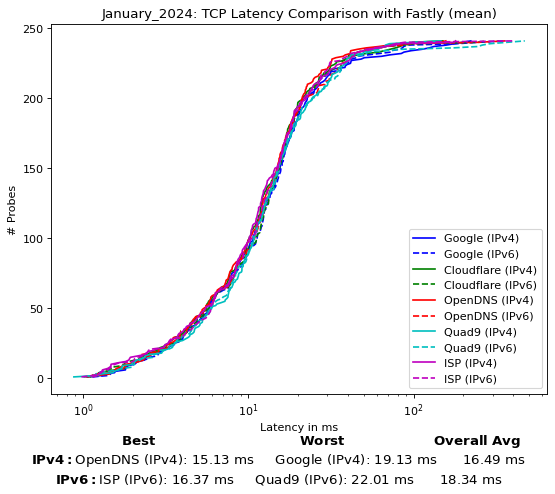 January_2024: TCP Latency Comparison with Fastly (mean)
250
200
150
100
50
0
# Probes
Google (IPv4)
Google (IPv6)
Cloudflare (IPv4)
Cloudflare (IPv6)
OpenDNS (IPv4)
OpenDNS (IPv6)
Quad9 (IPv4)
Quad9 (IPv6)
ISP (IPv4)
ISP (IPv6)
10⁰ 10¹ 10²
Latency in ms
Best Worst Overall Avg
IPv4: OpenDNS (IPv4): 15.13 ms Google (IPv4): 19.13 ms 16.49 ms
IPv6: ISP (IPv6): 16.37 ms Quad9 (IPv6): 22.01 ms 18.34 ms